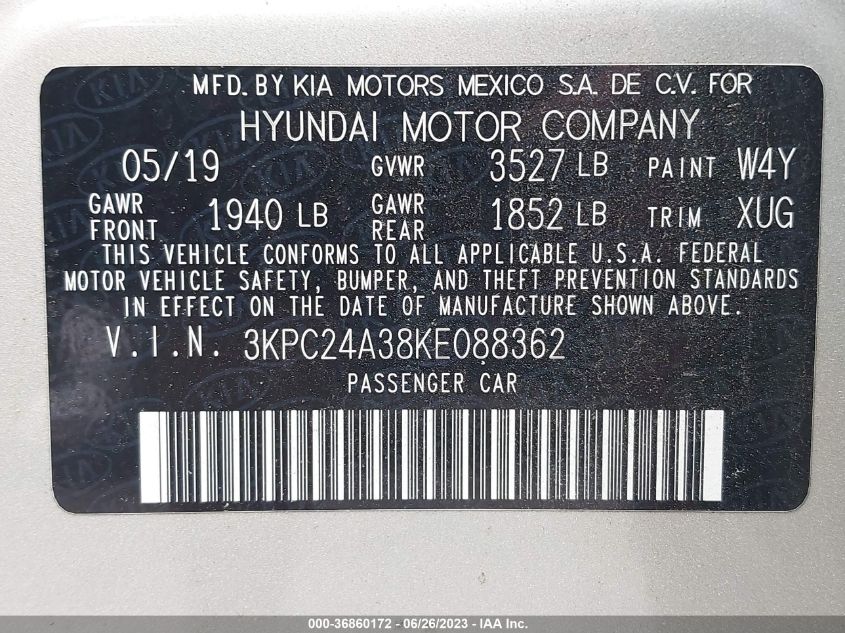 MFD. BY KIA MOTORS MEXICO S.A. DE C.V. FOR
HYUNDAI MOTOR COMPANY
05/19 GVWR 3527 LB PAINT W4Y
GAWR FRONT 1940 LB GAWR REAR 1852 LB TRIM XUG
THIS VEHICLE CONFORMS TO ALL APPLICABLE U.S.A. FEDERAL
MOTOR VEHICLE SAFETY, BUMPER, AND THEFT PREVENTION STANDARDS
IN EFFECT ON THE DATE OF MANUFACTURE SHOWN ABOVE.
V.I.N. 3KPC24A38KE088362
PASSENGER CAR
000-36860172 - 06/26/2023 - IAA Inc.